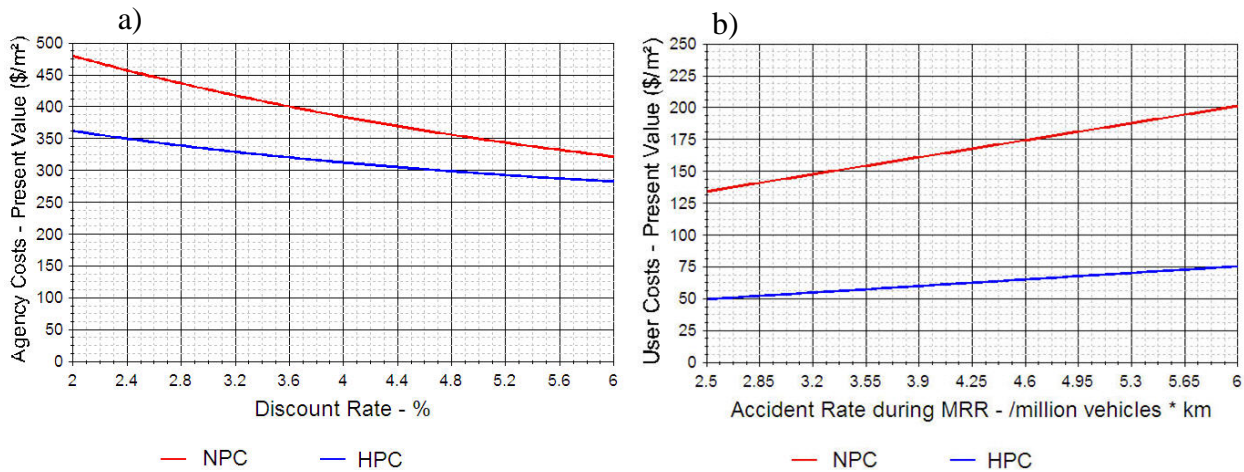 a)
Agency Costs - Present Value ($/m²)
500
450
400
350
300
250
200
150
100
50
0
2 2.4 2.8 3.2 3.6 4 4.4 4.8 5.2 5.6 6
Discount Rate - %
NPC HPC
b)
User Costs - Present Value ($/m²)
250
225
200
175
150
125
100
75
50
25
0
2.5 2.85 3.2 3.55 3.9 4.25 4.6 4.95 5.3 5.65 6
Accident Rate during MRR - /million vehicles * km
NPC HPC